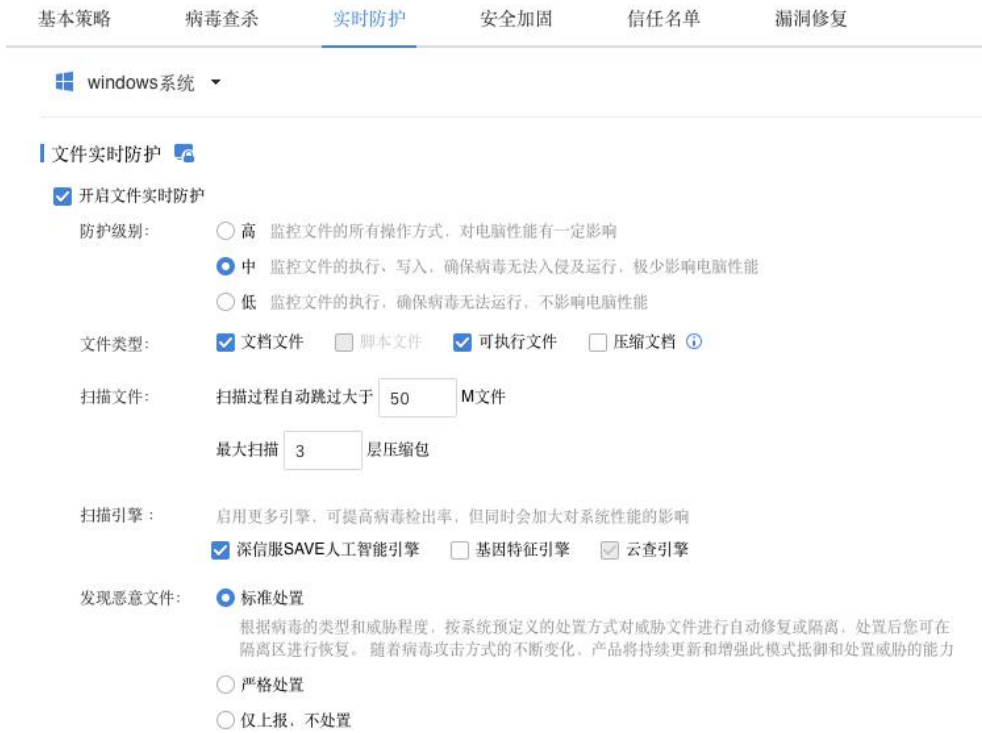 基本策略 病毒查杀 实时防护 安全加固 信任名单 漏洞修复
windows系统
文件实时防护
开启文件实时防护
防护级别: 高 监控文件的所有操作方式，对电脑性能有一定影响
中 监控文件的执行、写入，确保病毒无法入侵及运行，极少影响电脑性能
低 监控文件的执行，确保病毒无法运行，不影响电脑性能
文件类型: 文档文件 脚本文件 可执行文件 压缩文档
扫描文件: 扫描过程自动跳过大于 50 M文件
最大扫描 3 层压缩包
扫描引擎： 启用更多引擎，可提高病毒检出率，但同时会加大对系统性能的影响
深信服SAVE人工智能引擎 基因特征引擎 云查引擎
发现恶意文件: 标准处置
根据病毒的类型和威胁程度，按系统预定义的处置方式对威胁文件进行自动修复或隔离，处置后您可在
隔离区进行恢复。 随着病毒攻击方式的不断变化，产品将持续更新和增强此模式抵御和处置威胁的能力
严格处置
仅上报，不处置